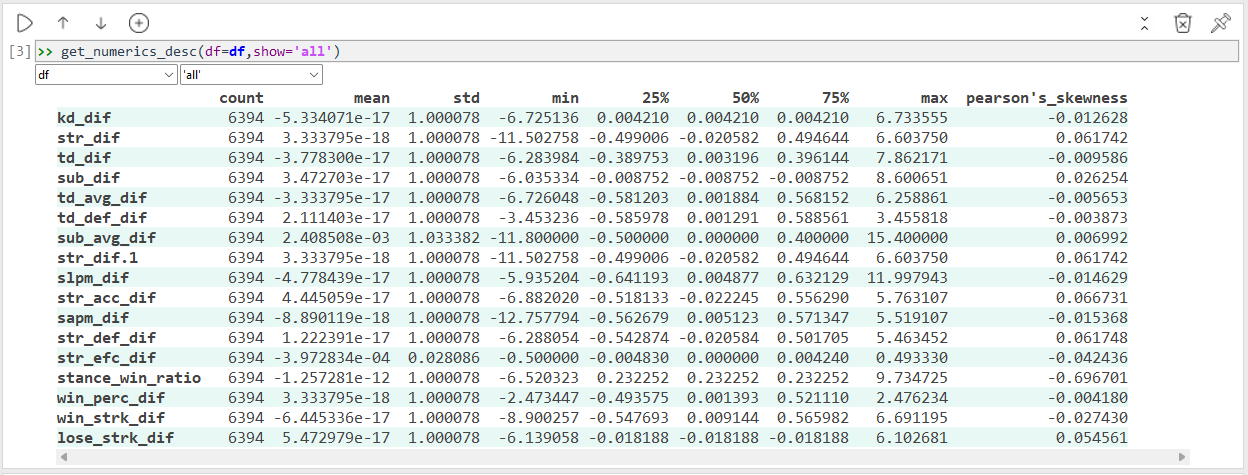 [3] >> get_numerics_desc(df=df,show='all')
df 'all'
count mean std min 25% 50% 75% max pearson's_skewness
kd_dif 6394 -5.334071e-17 1.000078 -6.725136 0.004210 0.004210 0.004210 6.733555 -0.012628
str_dif 6394 3.333795e-18 1.000078 -11.502758 -0.499006 -0.020582 0.494644 6.603750 0.061742
td_dif 6394 -3.778300e-17 1.000078 -6.283984 -0.389753 0.003196 0.396144 7.862171 -0.009586
sub_dif 6394 3.472703e-17 1.000078 -6.035334 -0.008752 -0.008752 -0.008752 8.600651 0.026254
td_avg_dif 6394 -3.333795e-17 1.000078 -6.726048 -0.581203 0.001884 0.568152 6.258861 -0.005653
td_def_dif 6394 2.111403e-17 1.000078 -3.453236 -0.585978 0.001291 0.588561 3.455818 -0.003873
sub_avg_dif 6394 2.408508e-03 1.033382 -11.800000 -0.500000 0.000000 0.400000 15.400000 0.006992
str_dif.1 6394 3.333795e-18 1.000078 -11.502758 -0.499006 -0.020582 0.494644 6.603750 0.061742
slpm_dif 6394 -4.778439e-17 1.000078 -5.935204 -0.641193 0.004877 0.632129 11.997943 -0.014629
str_acc_dif 6394 4.445059e-17 1.000078 -6.882020 -0.518133 -0.022245 0.556290 5.763107 0.066731
sapm_dif 6394 -8.890119e-18 1.000078 -12.757794 -0.562679 0.005123 0.571347 5.519107 -0.015368
str_def_dif 6394 1.222391e-17 1.000078 -6.288054 -0.542874 -0.020584 0.501705 5.463452 0.061748
str_efc_dif 6394 -3.972834e-04 0.028086 -0.500000 -0.004830 0.000000 0.004240 0.493330 -0.042436
stance_win_ratio 6394 -1.257281e-12 1.000078 -6.520323 0.232252 0.232252 0.232252 9.734725 -0.696701
win_perc_dif 6394 3.333795e-18 1.000078 -2.473447 -0.493575 0.001393 0.521110 2.476234 -0.004180
win_strk_dif 6394 -6.445336e-17 1.000078 -8.900257 -0.547693 0.009144 0.565982 6.691195 -0.027430
lose_strk_dif 6394 5.472979e-17 1.000078 -6.139058 -0.018188 -0.018188 -0.018188 6.102681 0.054561